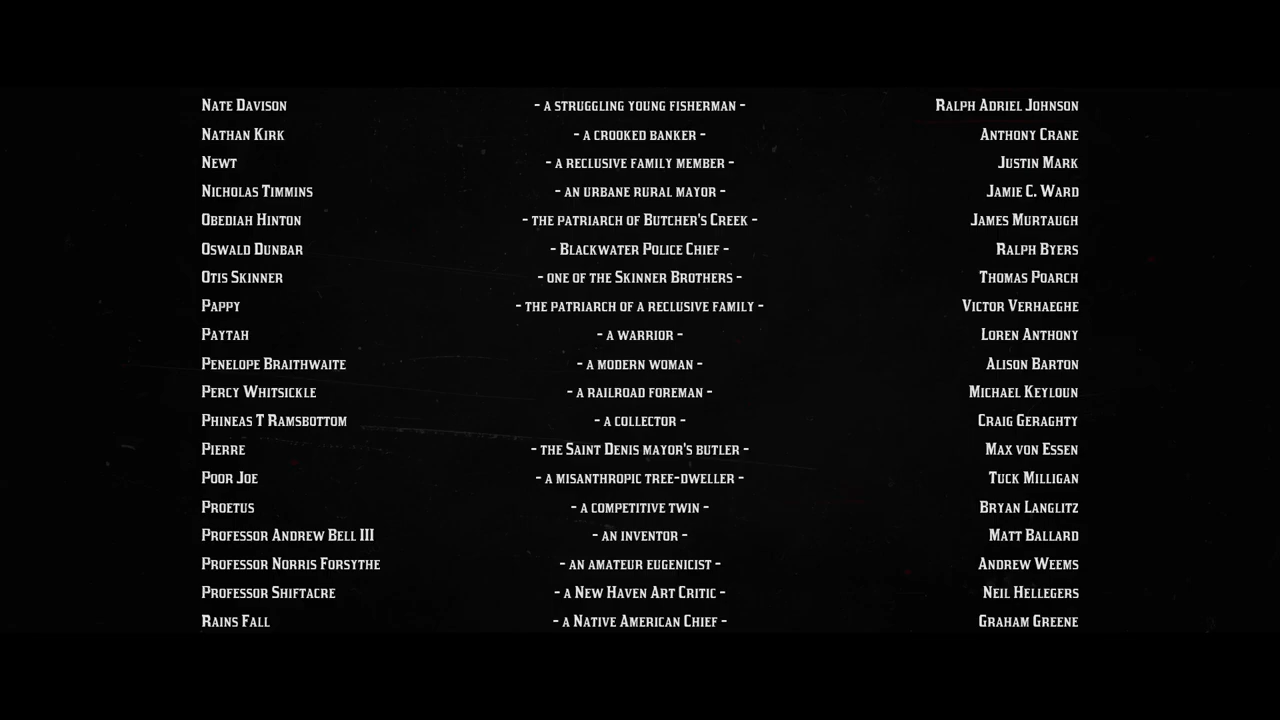 Nate Davison - a struggling young fisherman - Ralph Adriel Johnson
Nathan Kirk - a crooked banker - Anthony Crane
Newt - a reclusive family member - Justin Mark
Nicholas Timmins - an urbane rural mayor - Jamie C. Ward
Obediah Hinton - the patriarch of Butcher's Creek - James Murtaugh
Oswald Dunbar - Blackwater Police Chief - Ralph Byers
Otis Skinner - one of the Skinner Brothers - Thomas Poarch
Pappy - the patriarch of a reclusive family - Victor Verhaeghe
Paytah - a warrior - Loren Anthony
Penelope Braithwaite - a modern woman - Alison Barton
Percy Whitsickle - a railroad foreman - Michael Keyloun
Phineas T Ramsbottom - a collector - Craig Geraghty
Pierre - the Saint Denis mayor's butler - Max von Essen
Poor Joe - a misanthropic tree-dweller - Tuck Milligan
Proetus - a competitive twin - Bryan Langlitz
Professor Andrew Bell III - an inventor - Matt Ballard
Professor Norris Forsythe - an amateur eugenicist - Andrew Weems
Professor Shiftacre - a New Haven Art Critic - Neil Hellegers
Rains Fall - a Native American Chief - Graham Greene